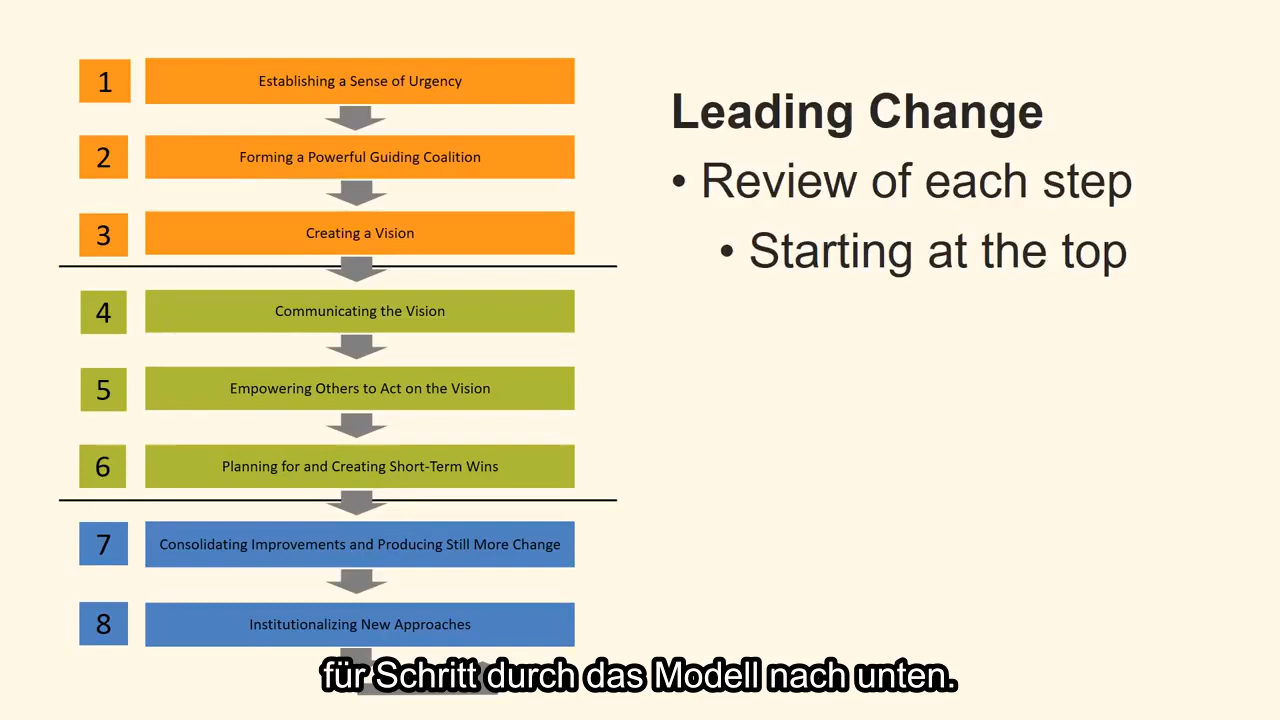 1 Establishing a Sense of Urgency
2 Forming a Powerful Guiding Coalition
3 Creating a Vision
4 Communicating the Vision
5 Empowering Others to Act on the Vision
6 Planning for and Creating Short-Term Wins
7 Consolidating Improvements and Producing Still More Change
8 Institutionalizing New Approaches
Leading Change
• Review of each step
• Starting at the top
für Schritt durch das Modell nach unten.